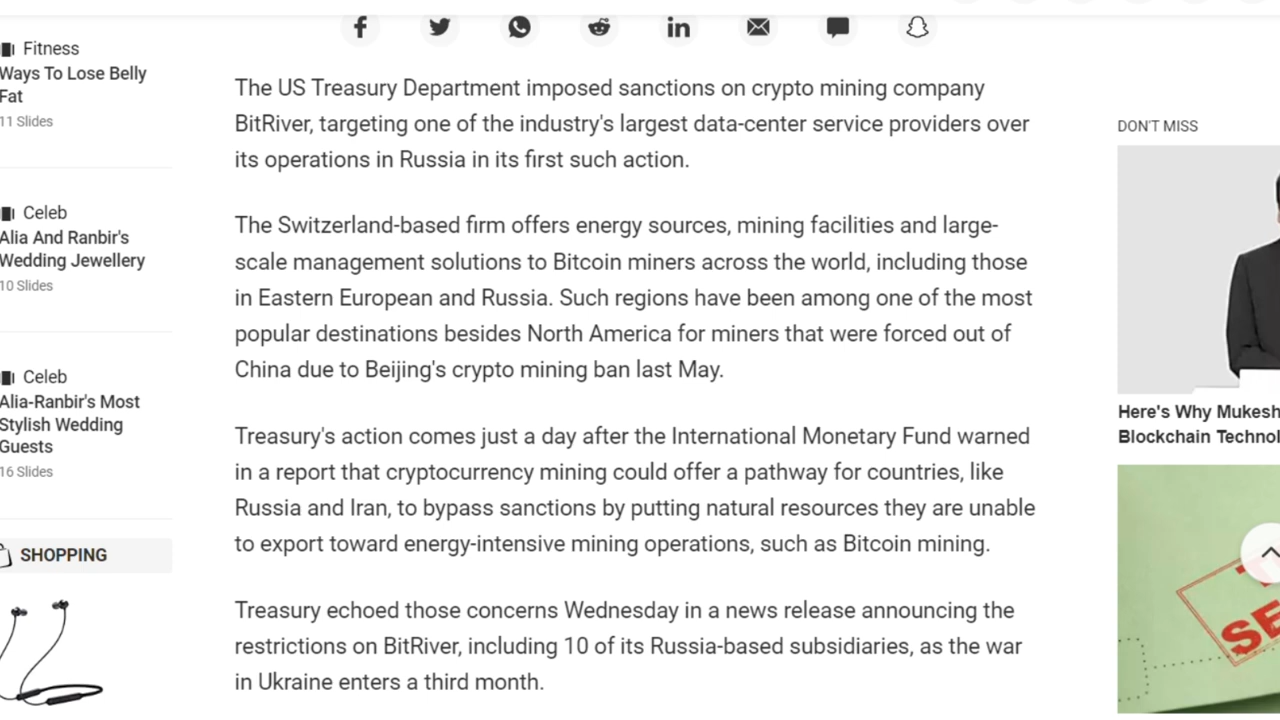 Fitness
Ways To Lose Belly
Fat
11 Slides
Celeb
Alia And Ranbir's
Wedding Jewellery
10 Slides
Celeb
Alia-Ranbir's Most
Stylish Wedding
Guests
16 Slides
SHOPPING
The US Treasury Department imposed sanctions on crypto mining company
BitRiver, targeting one of the industry's largest data-center service providers over
its operations in Russia in its first such action.
The Switzerland-based firm offers energy sources, mining facilities and large-
scale management solutions to Bitcoin miners across the world, including those
in Eastern European and Russia. Such regions have been among one of the most
popular destinations besides North America for miners that were forced out of
China due to Beijing's crypto mining ban last May.
Treasury's action comes just a day after the International Monetary Fund warned
in a report that cryptocurrency mining could offer a pathway for countries, like
Russia and Iran, to bypass sanctions by putting natural resources they are unable
to export toward energy-intensive mining operations, such as Bitcoin mining.
Treasury echoed those concerns Wednesday in a news release announcing the
restrictions on BitRiver, including 10 of its Russia-based subsidiaries, as the war
in Ukraine enters a third month.
DON'T MISS
Here's Why Mukesh
Blockchain